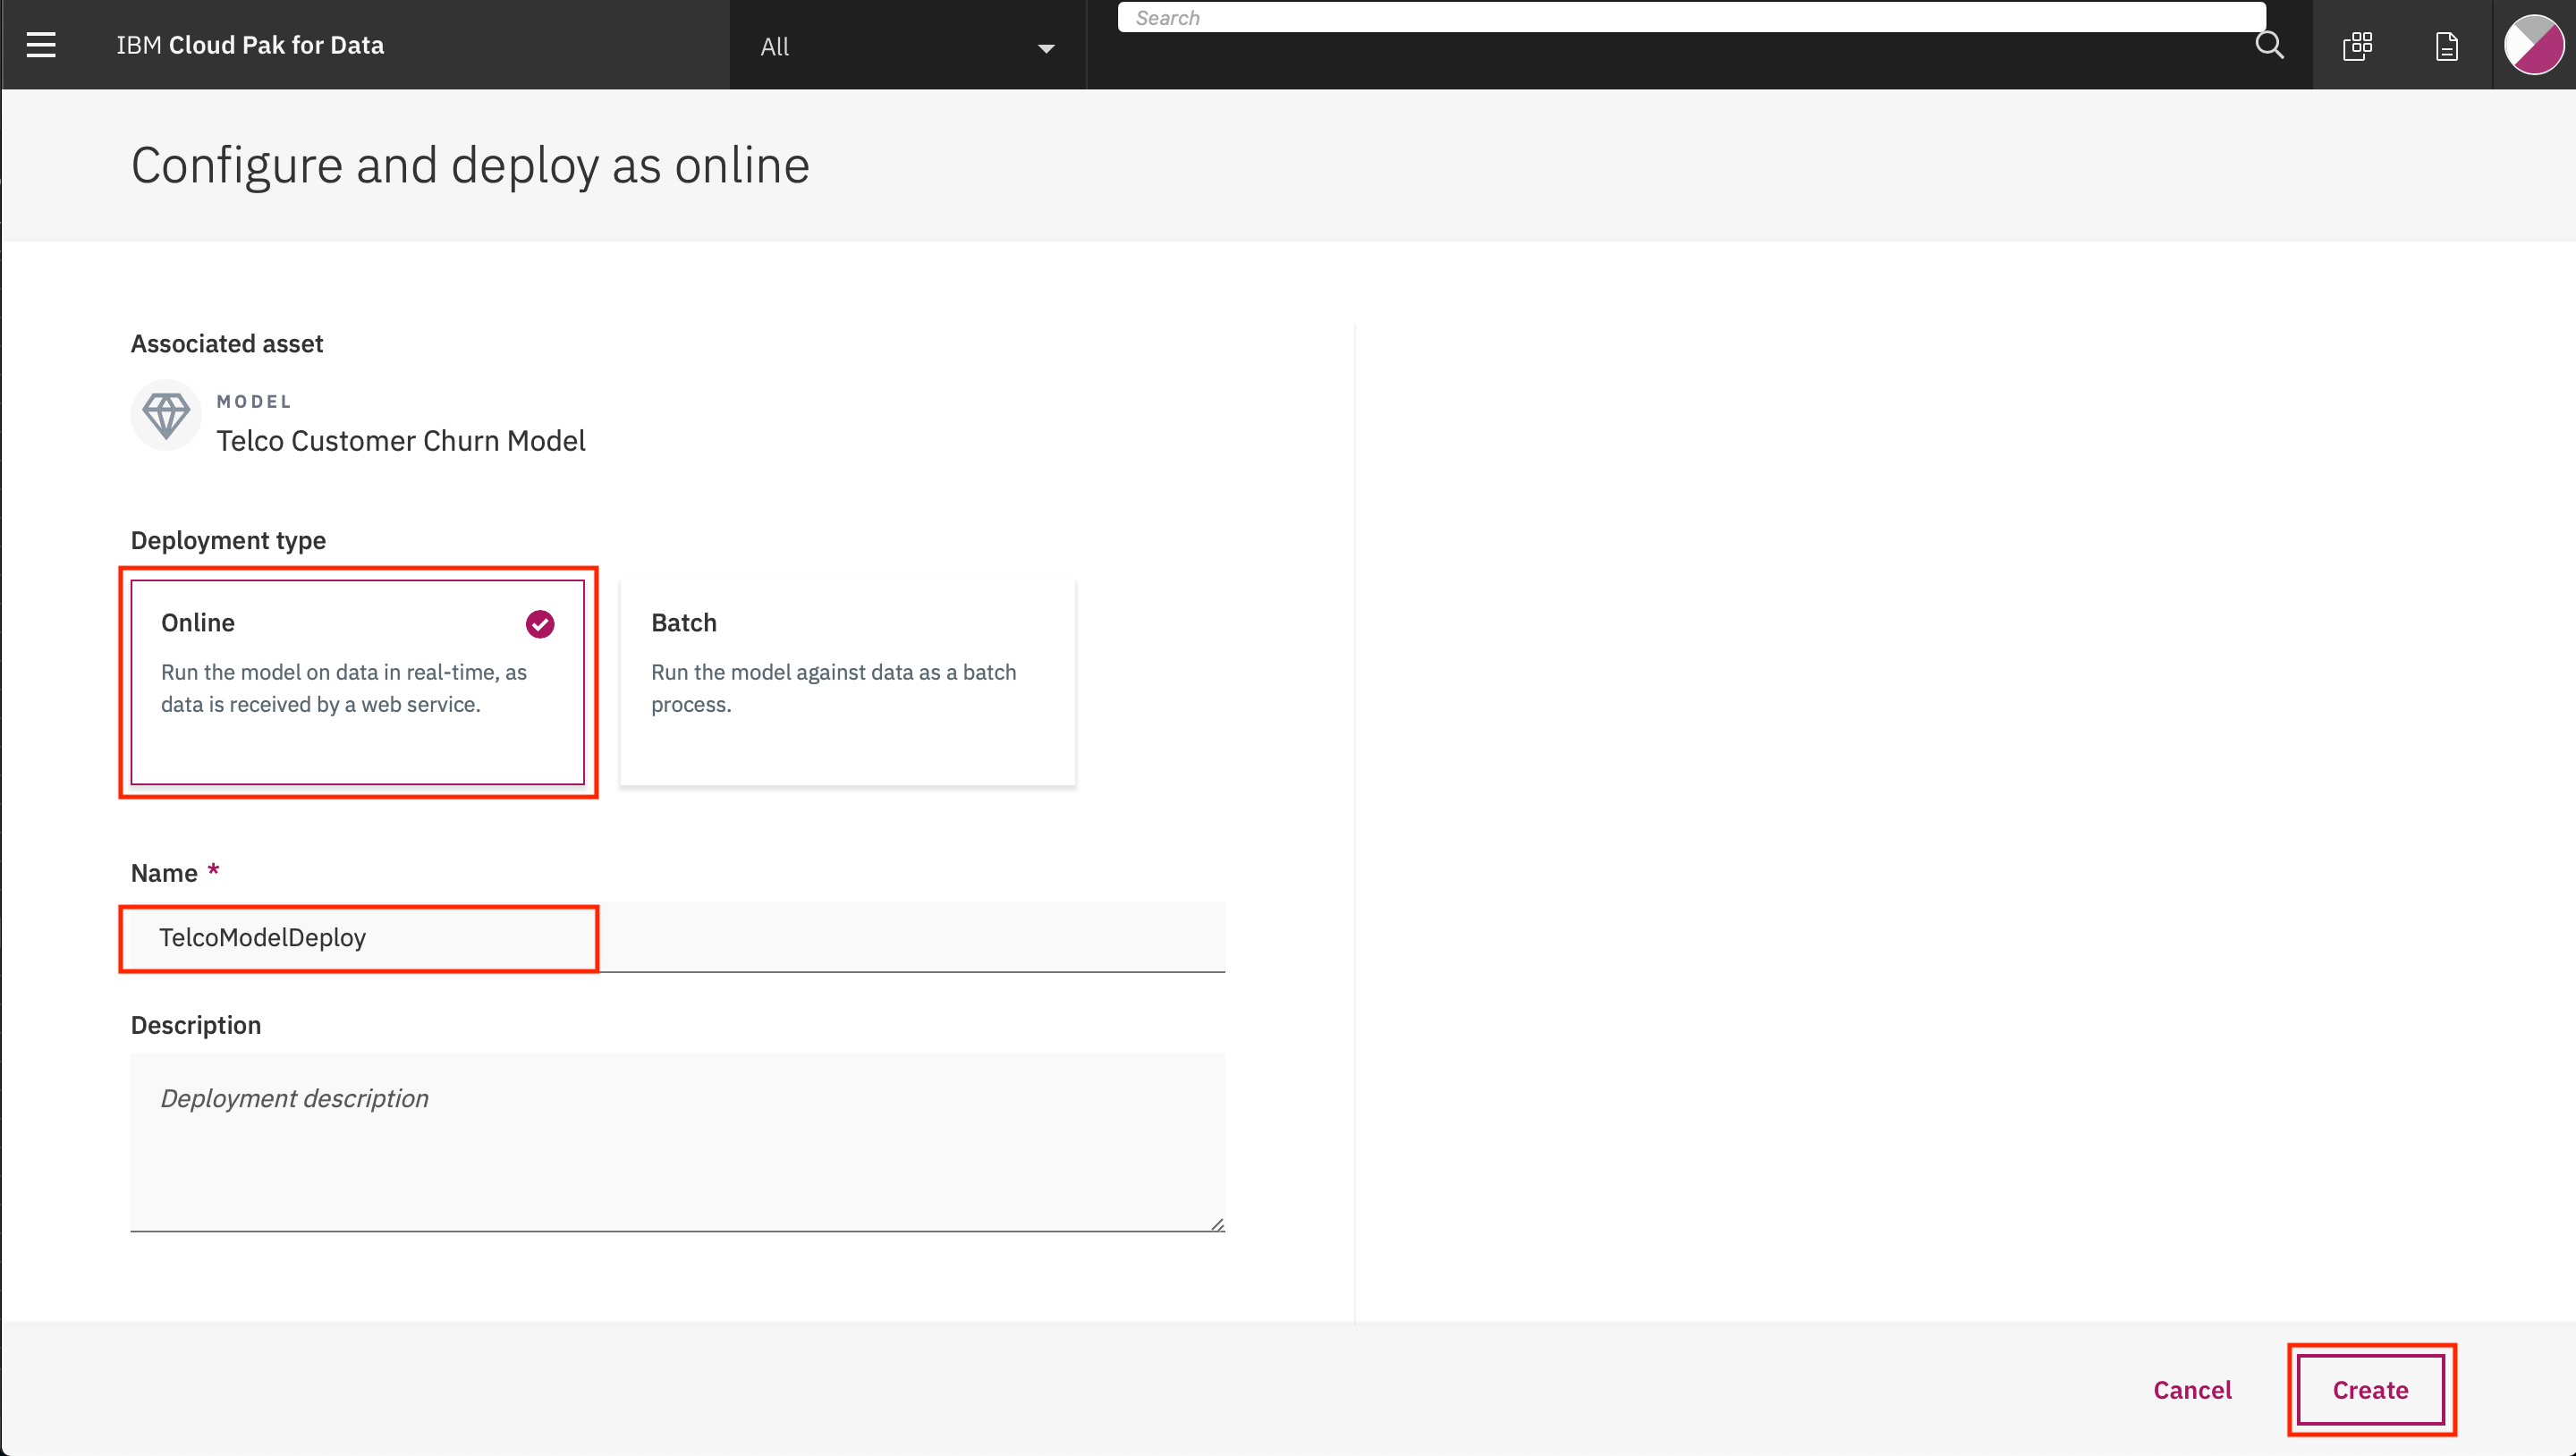 IBM Cloud Pak for Data
All
Search
Configure and deploy as online
Associated asset
MODEL
Telco Customer Churn Model
Deployment type
Online
Run the model on data in real-time, as
data is received by a web service.
Batch
Run the model against data as a batch
process.
Name *
TelcoModelDeploy
Description
Deployment description
Cancel
Create